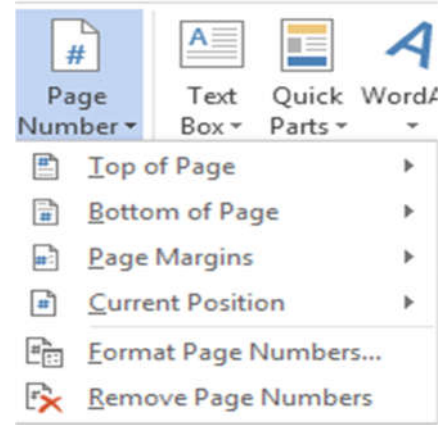 Page Text Quick WordA
Number Box Parts
Top of Page
Bottom of Page
Page Margins
Current Position
Format Page Numbers...
Remove Page Numbers